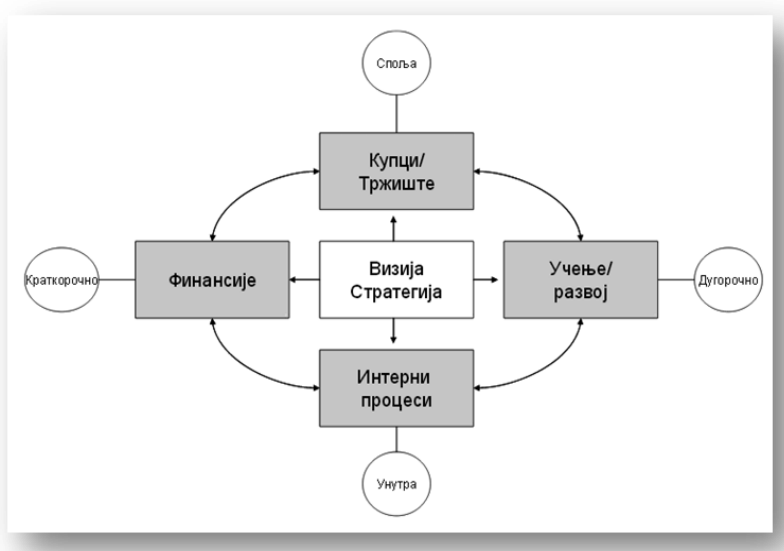 Споља
Купци/
Тржиште
Краткорочно
Финансије
Визија
Стратегија
Учење/
развој
Дугорочно
Интерни
процеси
Унутра